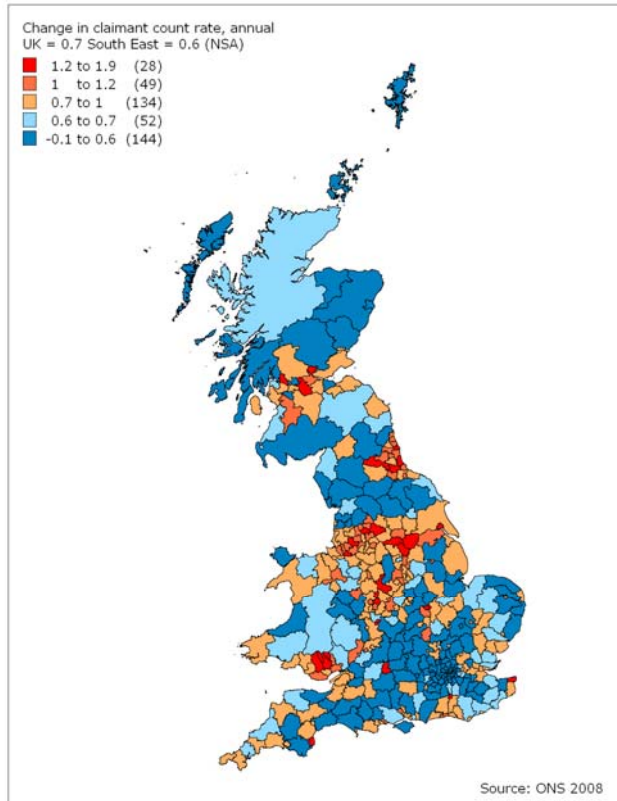 Change in claimant count rate, annual
UK = 0.7 South East = 0.6 (NSA)
1.2 to 1.9 (28)
1 to 1.2 (49)
0.7 to 1 (134)
0.6 to 0.7 (52)
-0.1 to 0.6 (144)
Source: ONS 2008